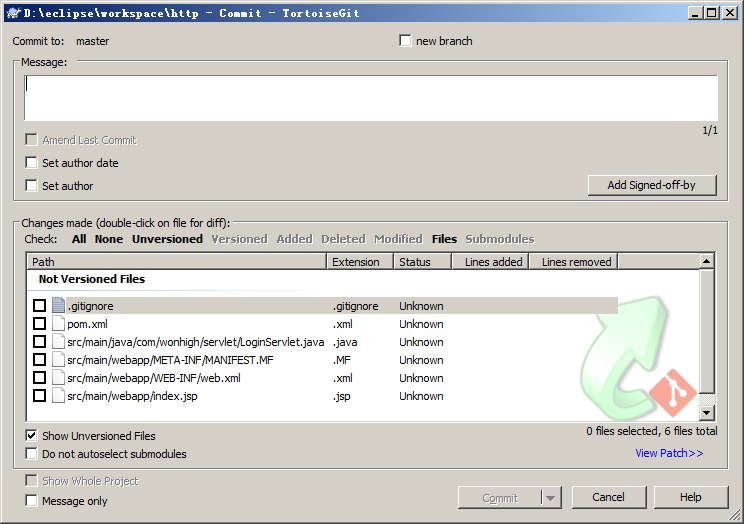 D:\eclipse\workspace\http - Commit - TortoiseGit
Commit to: master new branch
Message:
1/1
Amend Last Commit
Set author date
Set author Add Signed-off-by
Changes made (double-click on file for diff):
Check: All None Unversioned Versioned Added Deleted Modified Files Submodules
Path Extension Status Lines added Lines removed
Not Versioned Files
.gitignore .gitignore Unknown
pom.xml .xml Unknown
src/main/java/com/wonhigh/servlet/LoginServlet.java .java Unknown
src/main/webapp/META-INF/MANIFEST.MF .MF Unknown
src/main/webapp/WEB-INF/web.xml .xml Unknown
src/main/webapp/index.jsp .jsp Unknown
Show Unversioned Files 0 files selected, 6 files total
Do not autoselect submodules View Patch>>
Show Whole Project
Message only Commit Cancel Help